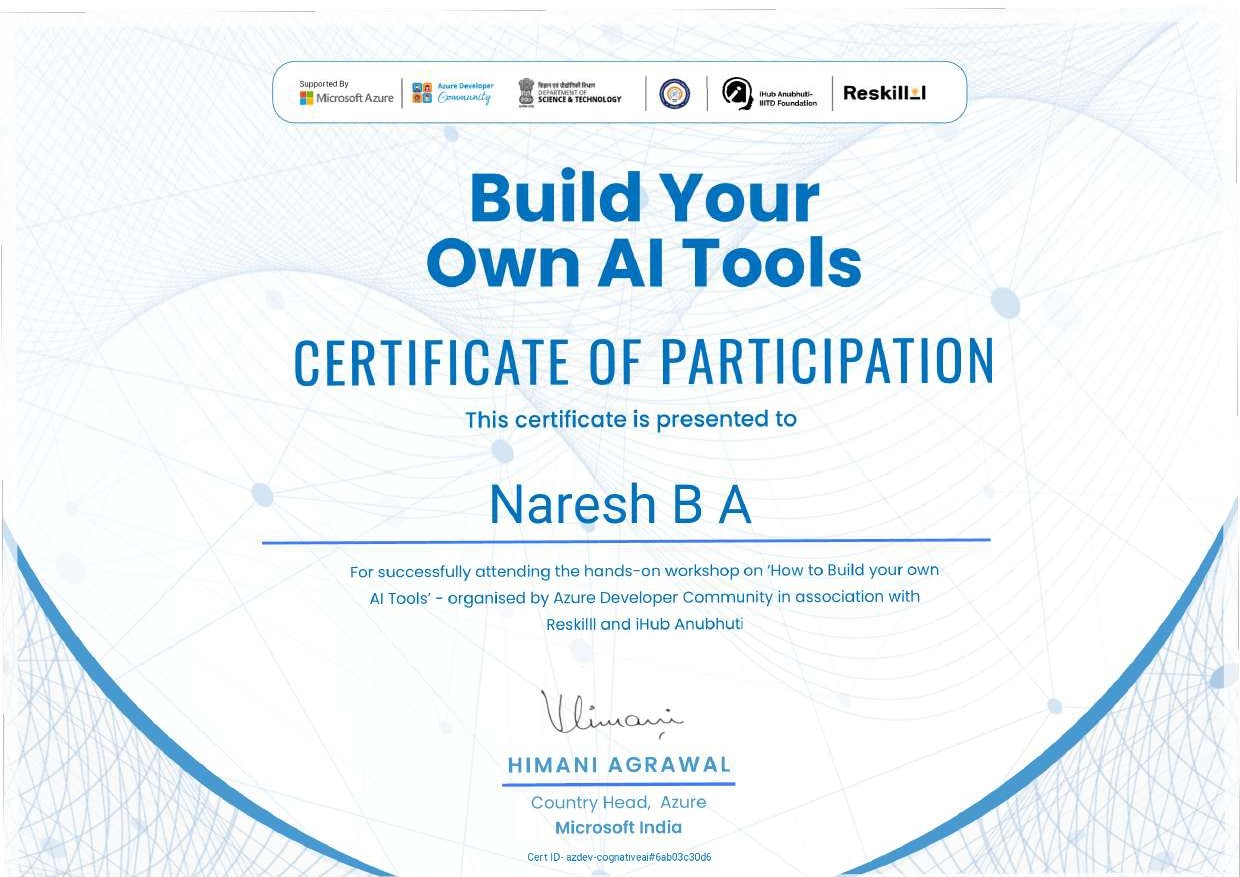 Supported By
Microsoft Azure
Azure Developer
Community
विज्ञान एवं प्रौद्योगिकी विभाग
DEPARTMENT OF
SCIENCE & TECHNOLOGY
iHub Anubhuti-
IIITD Foundation
Reskilll
Build Your
Own AI Tools
CERTIFICATE OF PARTICIPATION
This certificate is presented to
Naresh B A
For successfully attending the hands-on workshop on 'How to Build your own
AI Tools' - organised by Azure Developer Community in association with
Reskilll and iHub Anubhuti
Himani
HIMANI AGRAWAL
Country Head, Azure
Microsoft India
Cert ID- azdev-cognativeai#6ab03c30d6